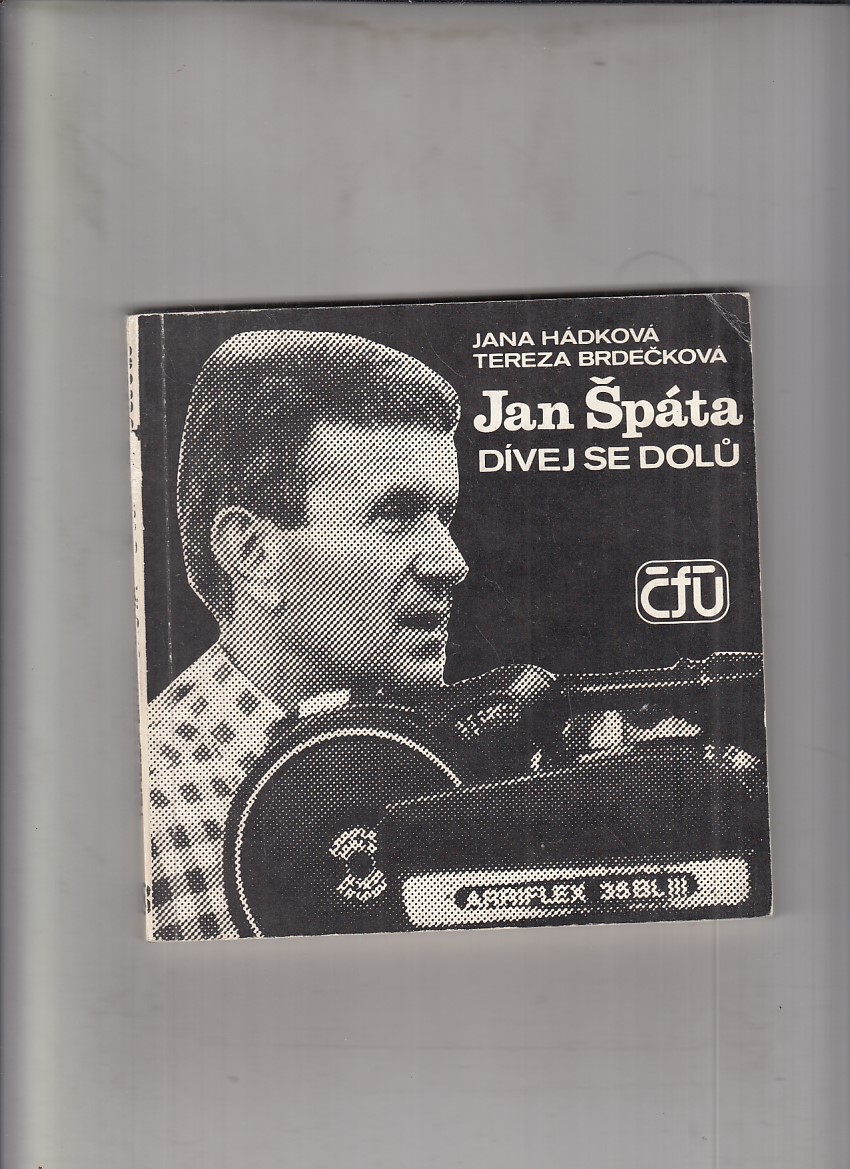 JANA HÁDKOVÁ
TEREZA BRDEČKOVÁ
Jan Špáta
DÍVEJ SE DOLŮ
čfú
ARRIFLEX 35 BL III